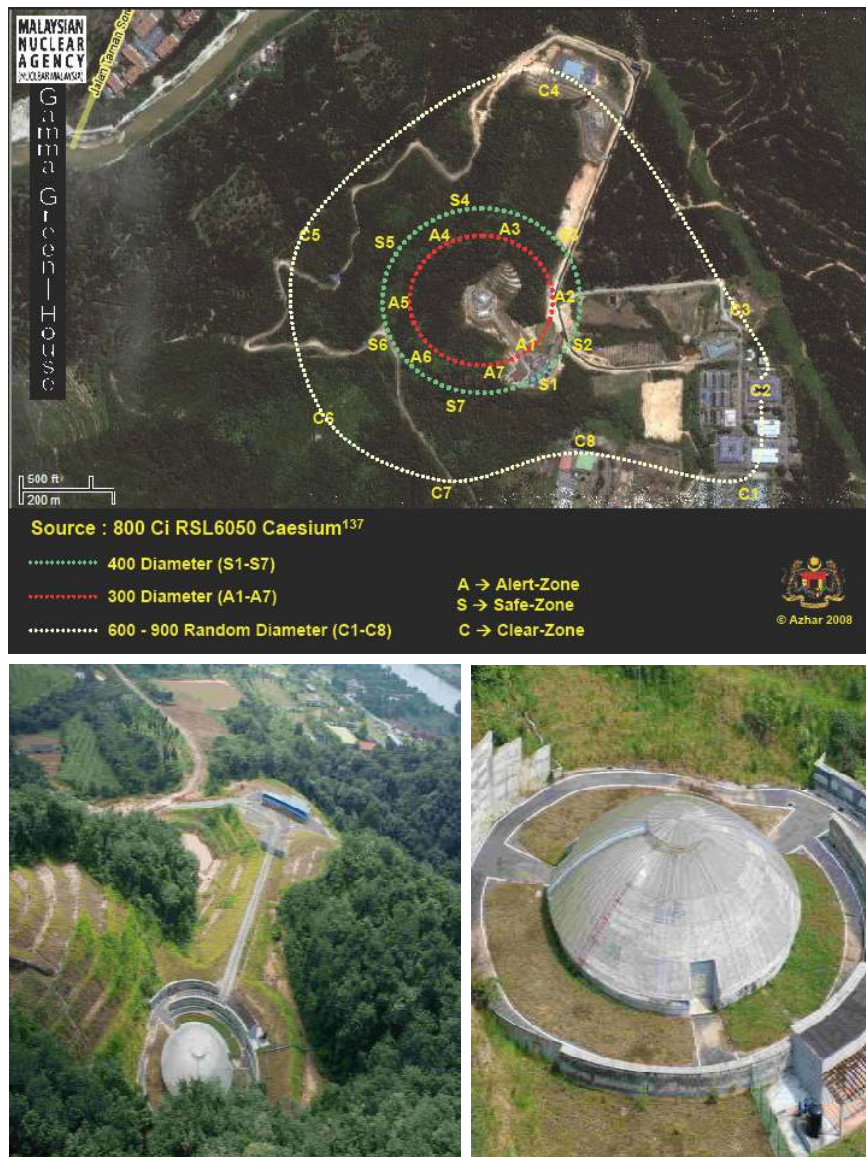 MALAYSIAN
NUCLEAR
AGENCY
(NUCLEAR MALAYSIA)
Gamma Green|House
Jalan Taman
C4
S4
C5
S5
A4
A3
A5
A2
C3
S6
A6
A1
S2
A7
S1
C2
S7
C6
C8
C7
C1
500 ft
200 m
Source : 800 Ci RSL6050 Caesium¹³⁷
400 Diameter (S1-S7)
300 Diameter (A1-A7)
600 - 900 Random Diameter (C1-C8)
A → Alert-Zone
S → Safe-Zone
C → Clear-Zone
© Azhar 2008